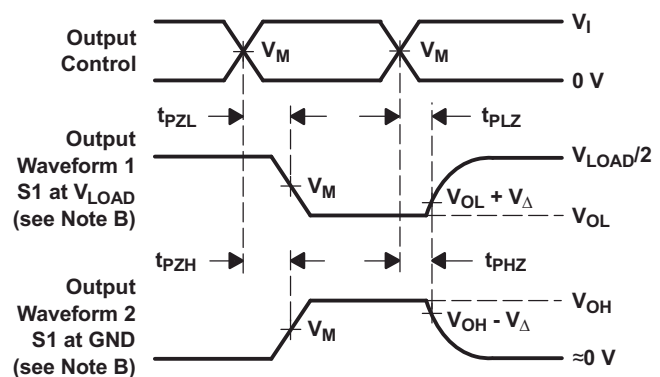 Output
Control
V_M
V_M
V_I
0 V
t_PZL
t_PLZ
Output
Waveform 1
S1 at V_LOAD
(see Note B)
V_M
V_LOAD/2
V_OL + V_Δ
V_OL
t_PZH
t_PHZ
Output
Waveform 2
S1 at GND
(see Note B)
V_M
V_OH
V_OH - V_Δ
≈0 V